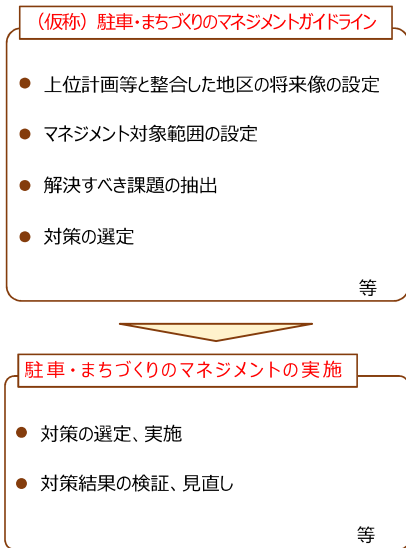 （仮称）駐車・まちづくりのマネジメントガイドライン
● 上位計画等と整合した地区の将来像の設定
● マネジメント対象範囲の設定
● 解決すべき課題の抽出
● 対策の選定
等
駐車・まちづくりのマネジメントの実施
● 対策の選定、実施
● 対策結果の検証、見直し
等